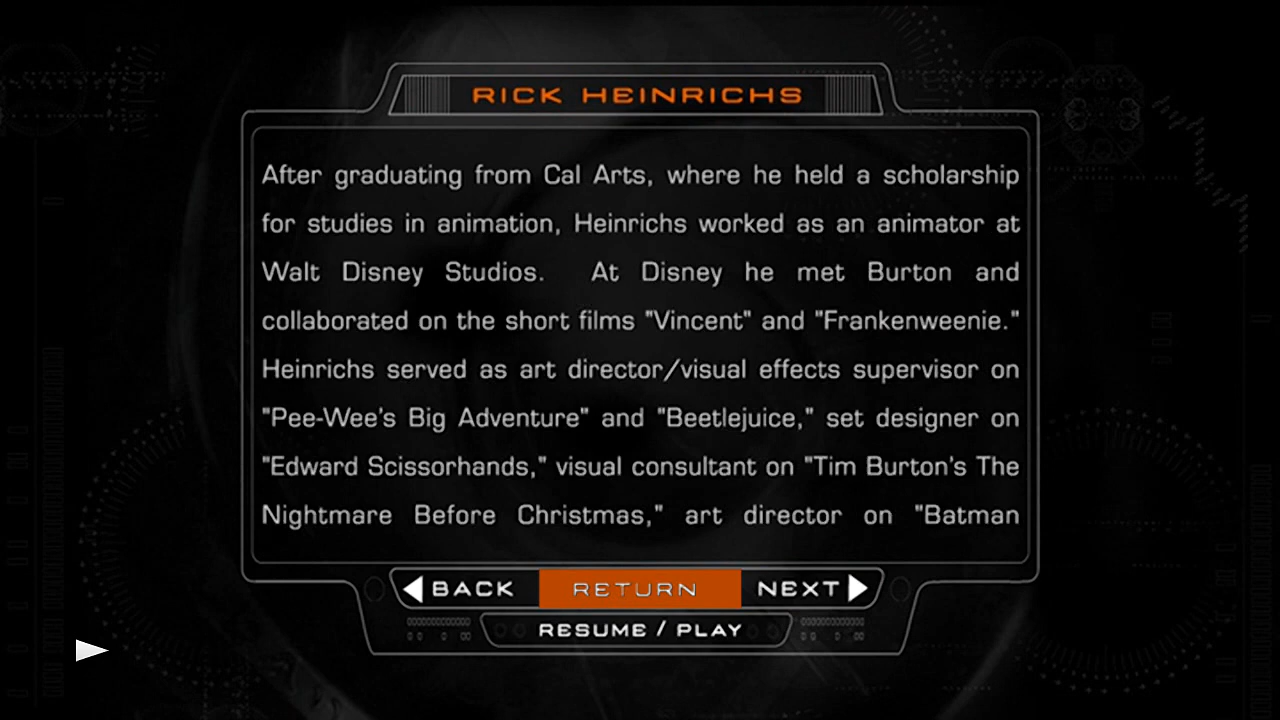 RICK HEINRICHS
After graduating from Cal Arts, where he held a scholarship
for studies in animation, Heinrichs worked as an animator at
Walt Disney Studios. At Disney he met Burton and
collaborated on the short films "Vincent" and "Frankenweenie."
Heinrichs served as art director/visual effects supervisor on
"Pee-Wee's Big Adventure" and "Beetlejuice," set designer on
"Edward Scissorhands," visual consultant on "Tim Burton's The
Nightmare Before Christmas," art director on "Batman
BACK RETURN NEXT
RESUME / PLAY